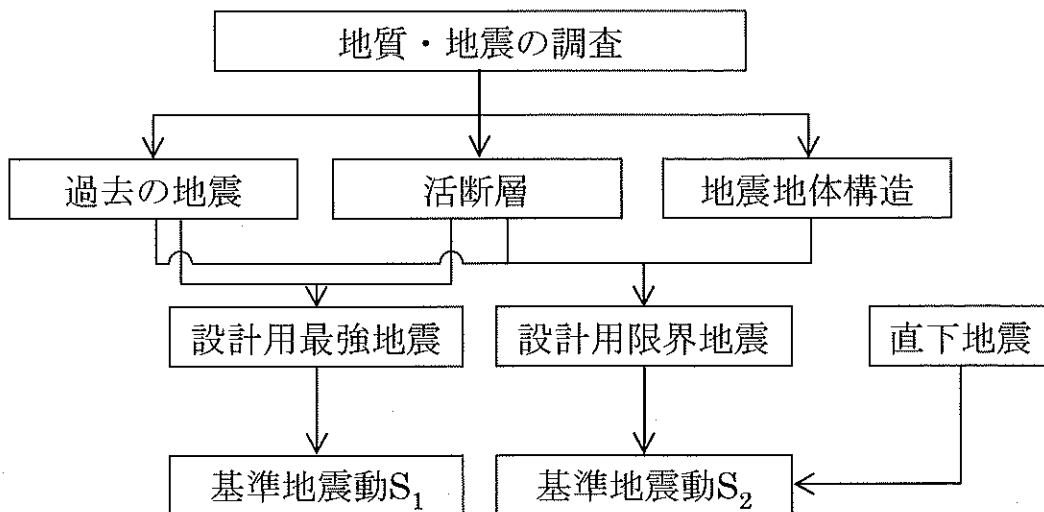 地質・地震の調査
過去の地震
活断層
地震地体構造
設計用最強地震
設計用限界地震
直下地震
基準地震動S₁
基準地震動S₂